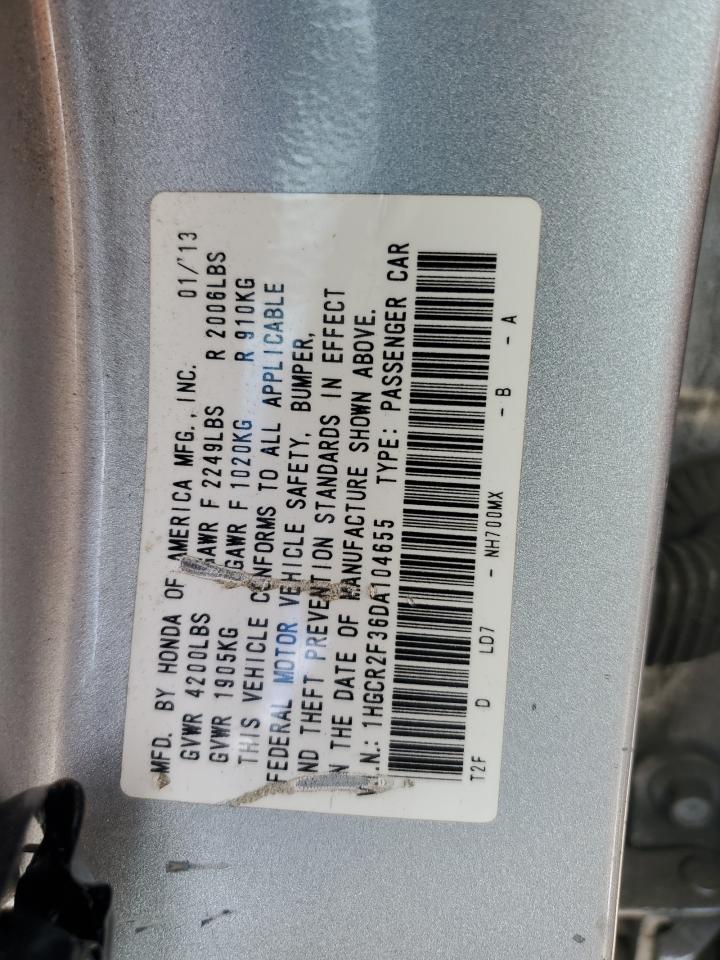 MFD. BY HONDA OF AMERICA MFG., INC. 01/'13
GVWR 4200LBS GAWR F 2249LBS R 2006LBS
GVWR 1905KG GAWR F 1020KG R 910KG
THIS VEHICLE CONFORMS TO ALL APPLICABLE
FEDERAL MOTOR VEHICLE SAFETY, BUMPER,
ND THEFT PREVENTION STANDARDS IN EFFECT
N THE DATE OF MANUFACTURE SHOWN ABOVE.
V.I.N.: 1HGCR2F36DA104655 TYPE: PASSENGER CAR
T2F D LD7 - NH700MX - B - A